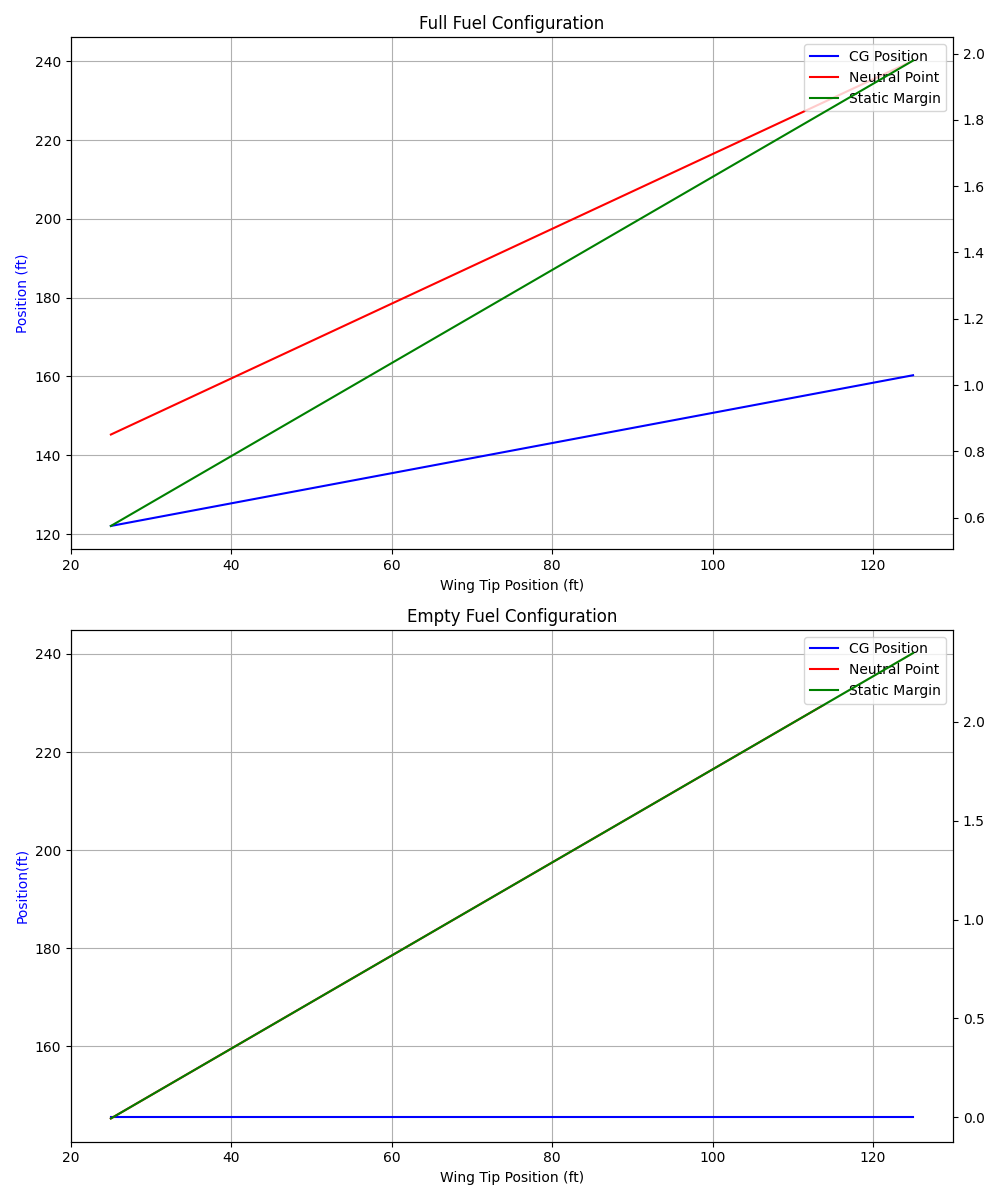 Full Fuel Configuration
240
220
200
180
160
140
120
Position (ft)
2.0
1.8
1.6
1.4
1.2
1.0
0.8
0.6
CG Position
Neutral Point
Static Margin
20 40 60 80 100 120
Wing Tip Position (ft)
Empty Fuel Configuration
240
220
200
180
160
Position(ft)
2.0
1.5
1.0
0.5
0.0
CG Position
Neutral Point
Static Margin
20 40 60 80 100 120
Wing Tip Position (ft)